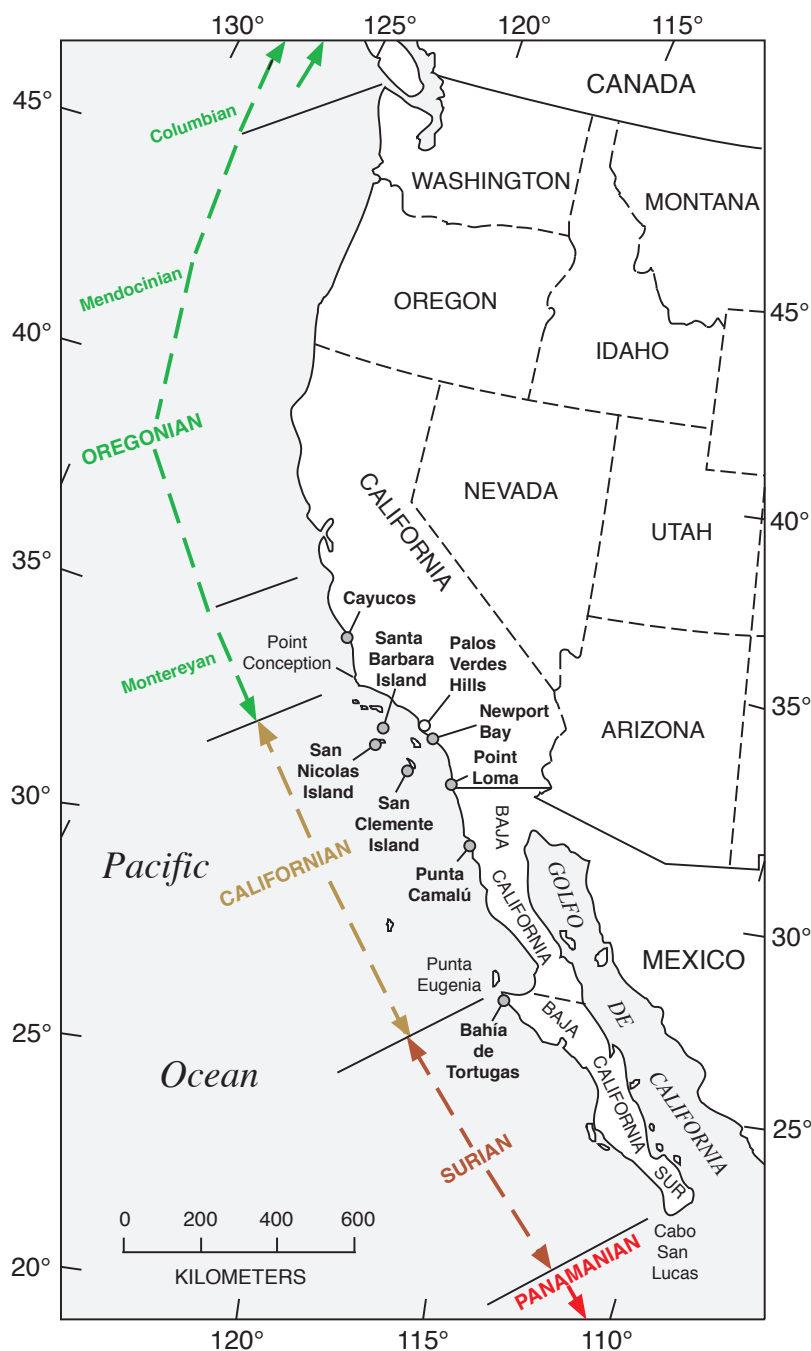 130°
125°
120°
115°
CANADA
45°
Columbian
WASHINGTON
MONTANA
Mendocinian
OREGON
45°
40°
IDAHO
OREGONIAN
NEVADA
CALIFORNIA
UTAH
40°
35°
Cayucos
Santa
Barbara
Island
Palos
Verdes
Hills
Point
Conception
Montereyan
Newport
Bay
35°
ARIZONA
San
Nicolas
Island
Point
Loma
San
Clemente
Island
30°
BAJA
CALIFORNIA
Pacific
CALIFORNIAN
Punta
Camalú
GOLFO
DE
CALIFORNIA
30°
MEXICO
Punta
Eugenia
25°
Bahía
de
Tortugas
BAJA
CALIFORNIA
SUR
Ocean
25°
SURIAN
0
200
400
600
KILOMETERS
Cabo
San
Lucas
20°
PANAMANIAN
120°
115°
110°